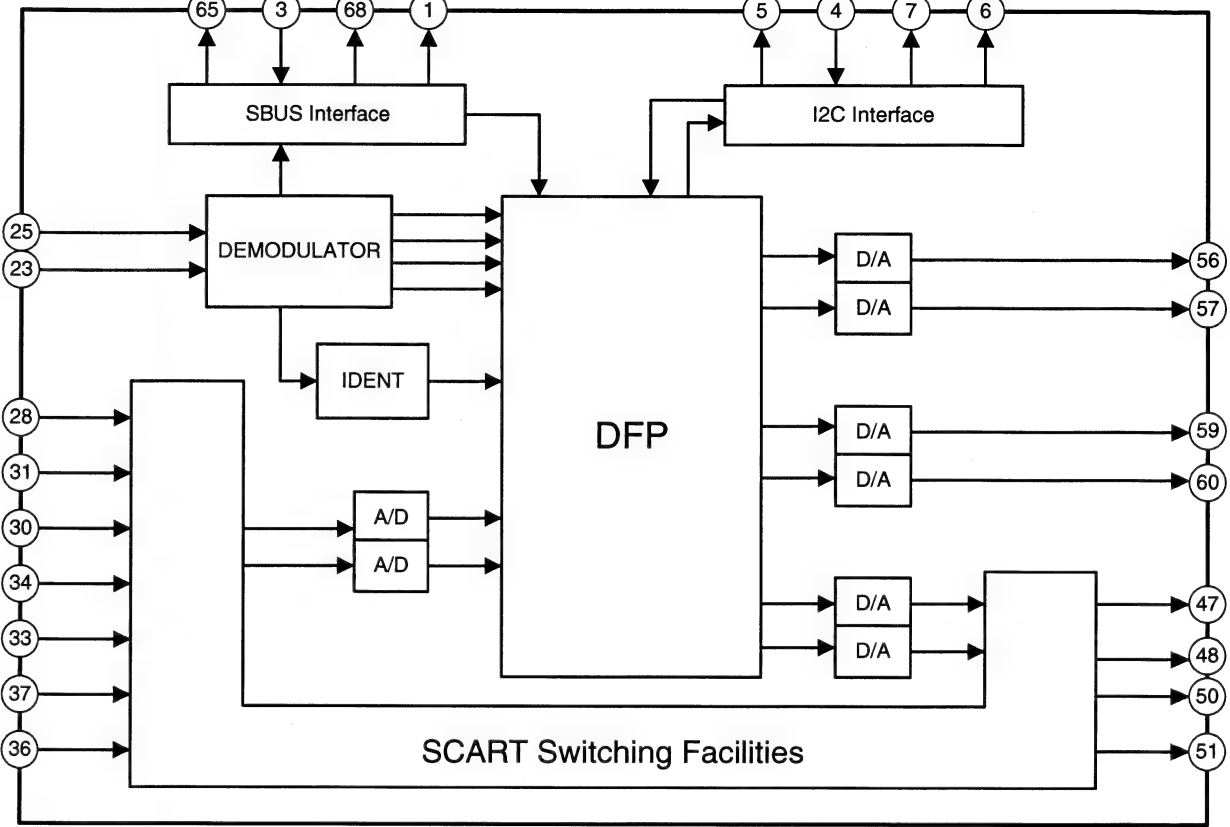 65 3 68 1 5 4 7 6
SBUS Interface
I2C Interface
25
DEMODULATOR
23
D/A
56
D/A
57
IDENT
28
31
DFP
D/A
59
D/A
60
30
A/D
34
A/D
33
D/A
47
D/A
48
37
50
36
SCART Switching Facilities
51